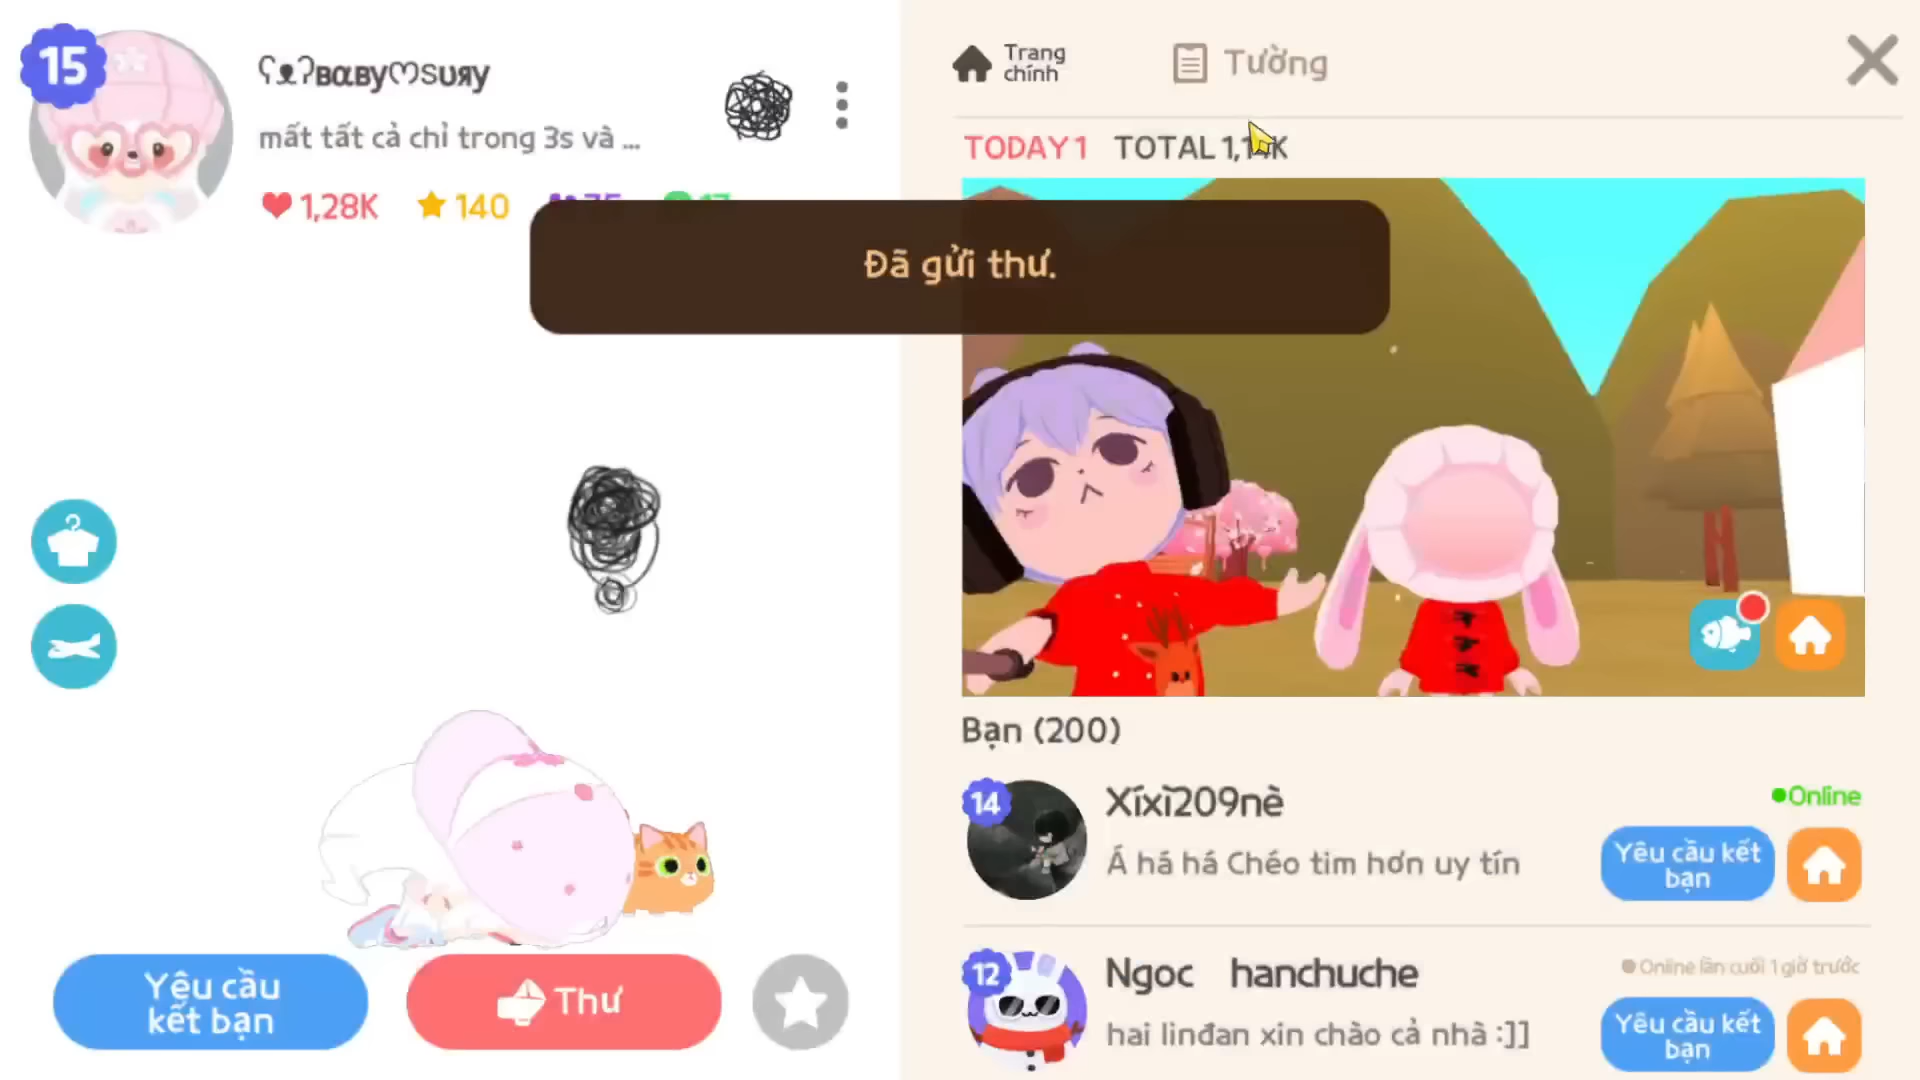 15
ʕᴥʔʙαʙyෆsᴜʀy
mất tất cả chỉ trong 3s và ...
1,28K 140
Trang chính
Tường
TODAY 1 TOTAL
Đã gửi thư.
Bạn (200)
14
Xíxì209nè
Online
Á há há Chéo tim hơn uy tín
Yêu cầu kết
bạn
12
Ngoc hanchuche
Online lần cuối 1 giờ trước
hai linđan xin chào cả nhà :]]
Yêu cầu kết
bạn
Yêu cầu
kết bạn
Thư